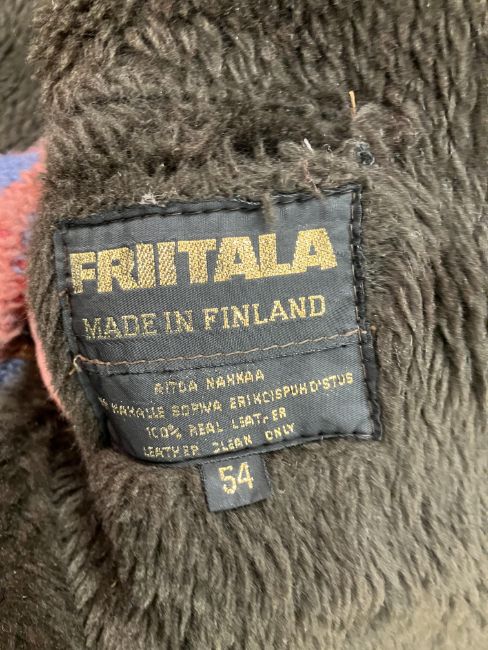 FRIITALA
MADE IN FINLAND
AITOA NAHKAA
NAHALLE SOPIVA ERIKOISPUHDISTUS
100% REAL LEATHER
LEATHER CLEAN ONLY
54